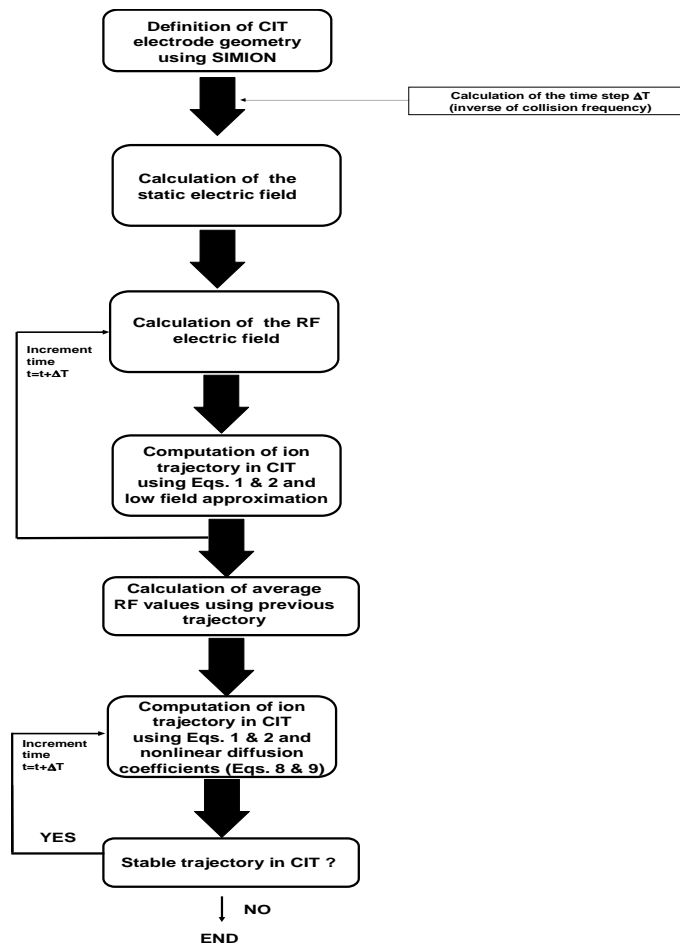 Definition of CIT
electrode geometry
using SIMION
Calculation of the time step ΔT
(inverse of collision frequency)
Calculation of the
static electric field
Calculation of the RF
electric field
Increment
time
t=t+ΔT
Computation of ion
trajectory in CIT
using Eqs. 1 & 2 and
low field approximation
Calculation of average
RF values using previous
trajectory
Computation of ion
trajectory in CIT
using Eqs. 1 & 2 and
nonlinear diffusion
coefficients (Eqs. 8 & 9)
Increment
time
t=t+ΔT
YES
Stable trajectory in CIT ?
NO
END